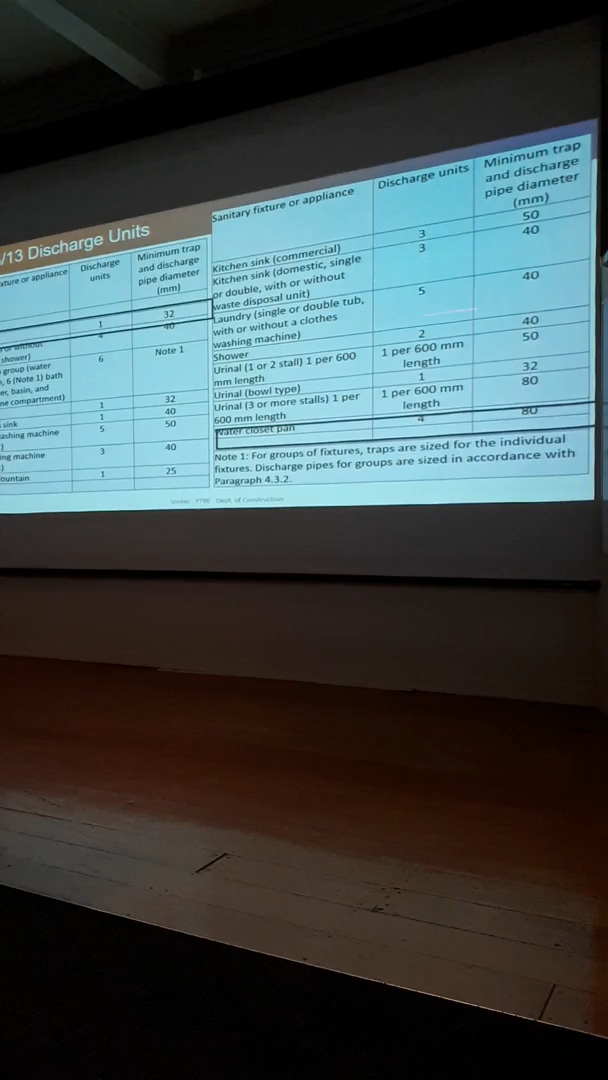 /13 Discharge Units
xture or appliance
Discharge
units
Minimum trap
and discharge
pipe diameter
(mm)
1 32
4 40
or without
shower)
group (water 6 Note 1
, 6 (Note 1) bath
er, basin, and
ne compartment)
1 32
sink 1 40
ashing machine 5 50
)
ing machine 3 40
)
ountain 1 25
Sanitary fixture or appliance
Discharge units
Minimum trap
and discharge
pipe diameter
(mm)
Kitchen sink (commercial) 3 50
Kitchen sink (domestic, single 3 40
or double, with or without
waste disposal unit)
Laundry (single or double tub, 5 40
with or without a clothes
washing machine)
Shower 2 40
Urinal (1 or 2 stall) 1 per 600 1 per 600 mm 50
mm length length
Urinal (bowl type) 1 32
Urinal (3 or more stalls) 1 per 1 per 600 mm 80
600 mm length length
Water closet pan 4 80
Note 1: For groups of fixtures, traps are sized for the individual
fixtures. Discharge pipes for groups are sized in accordance with
Paragraph 4.3.2.
Unitec Dept. of Construction